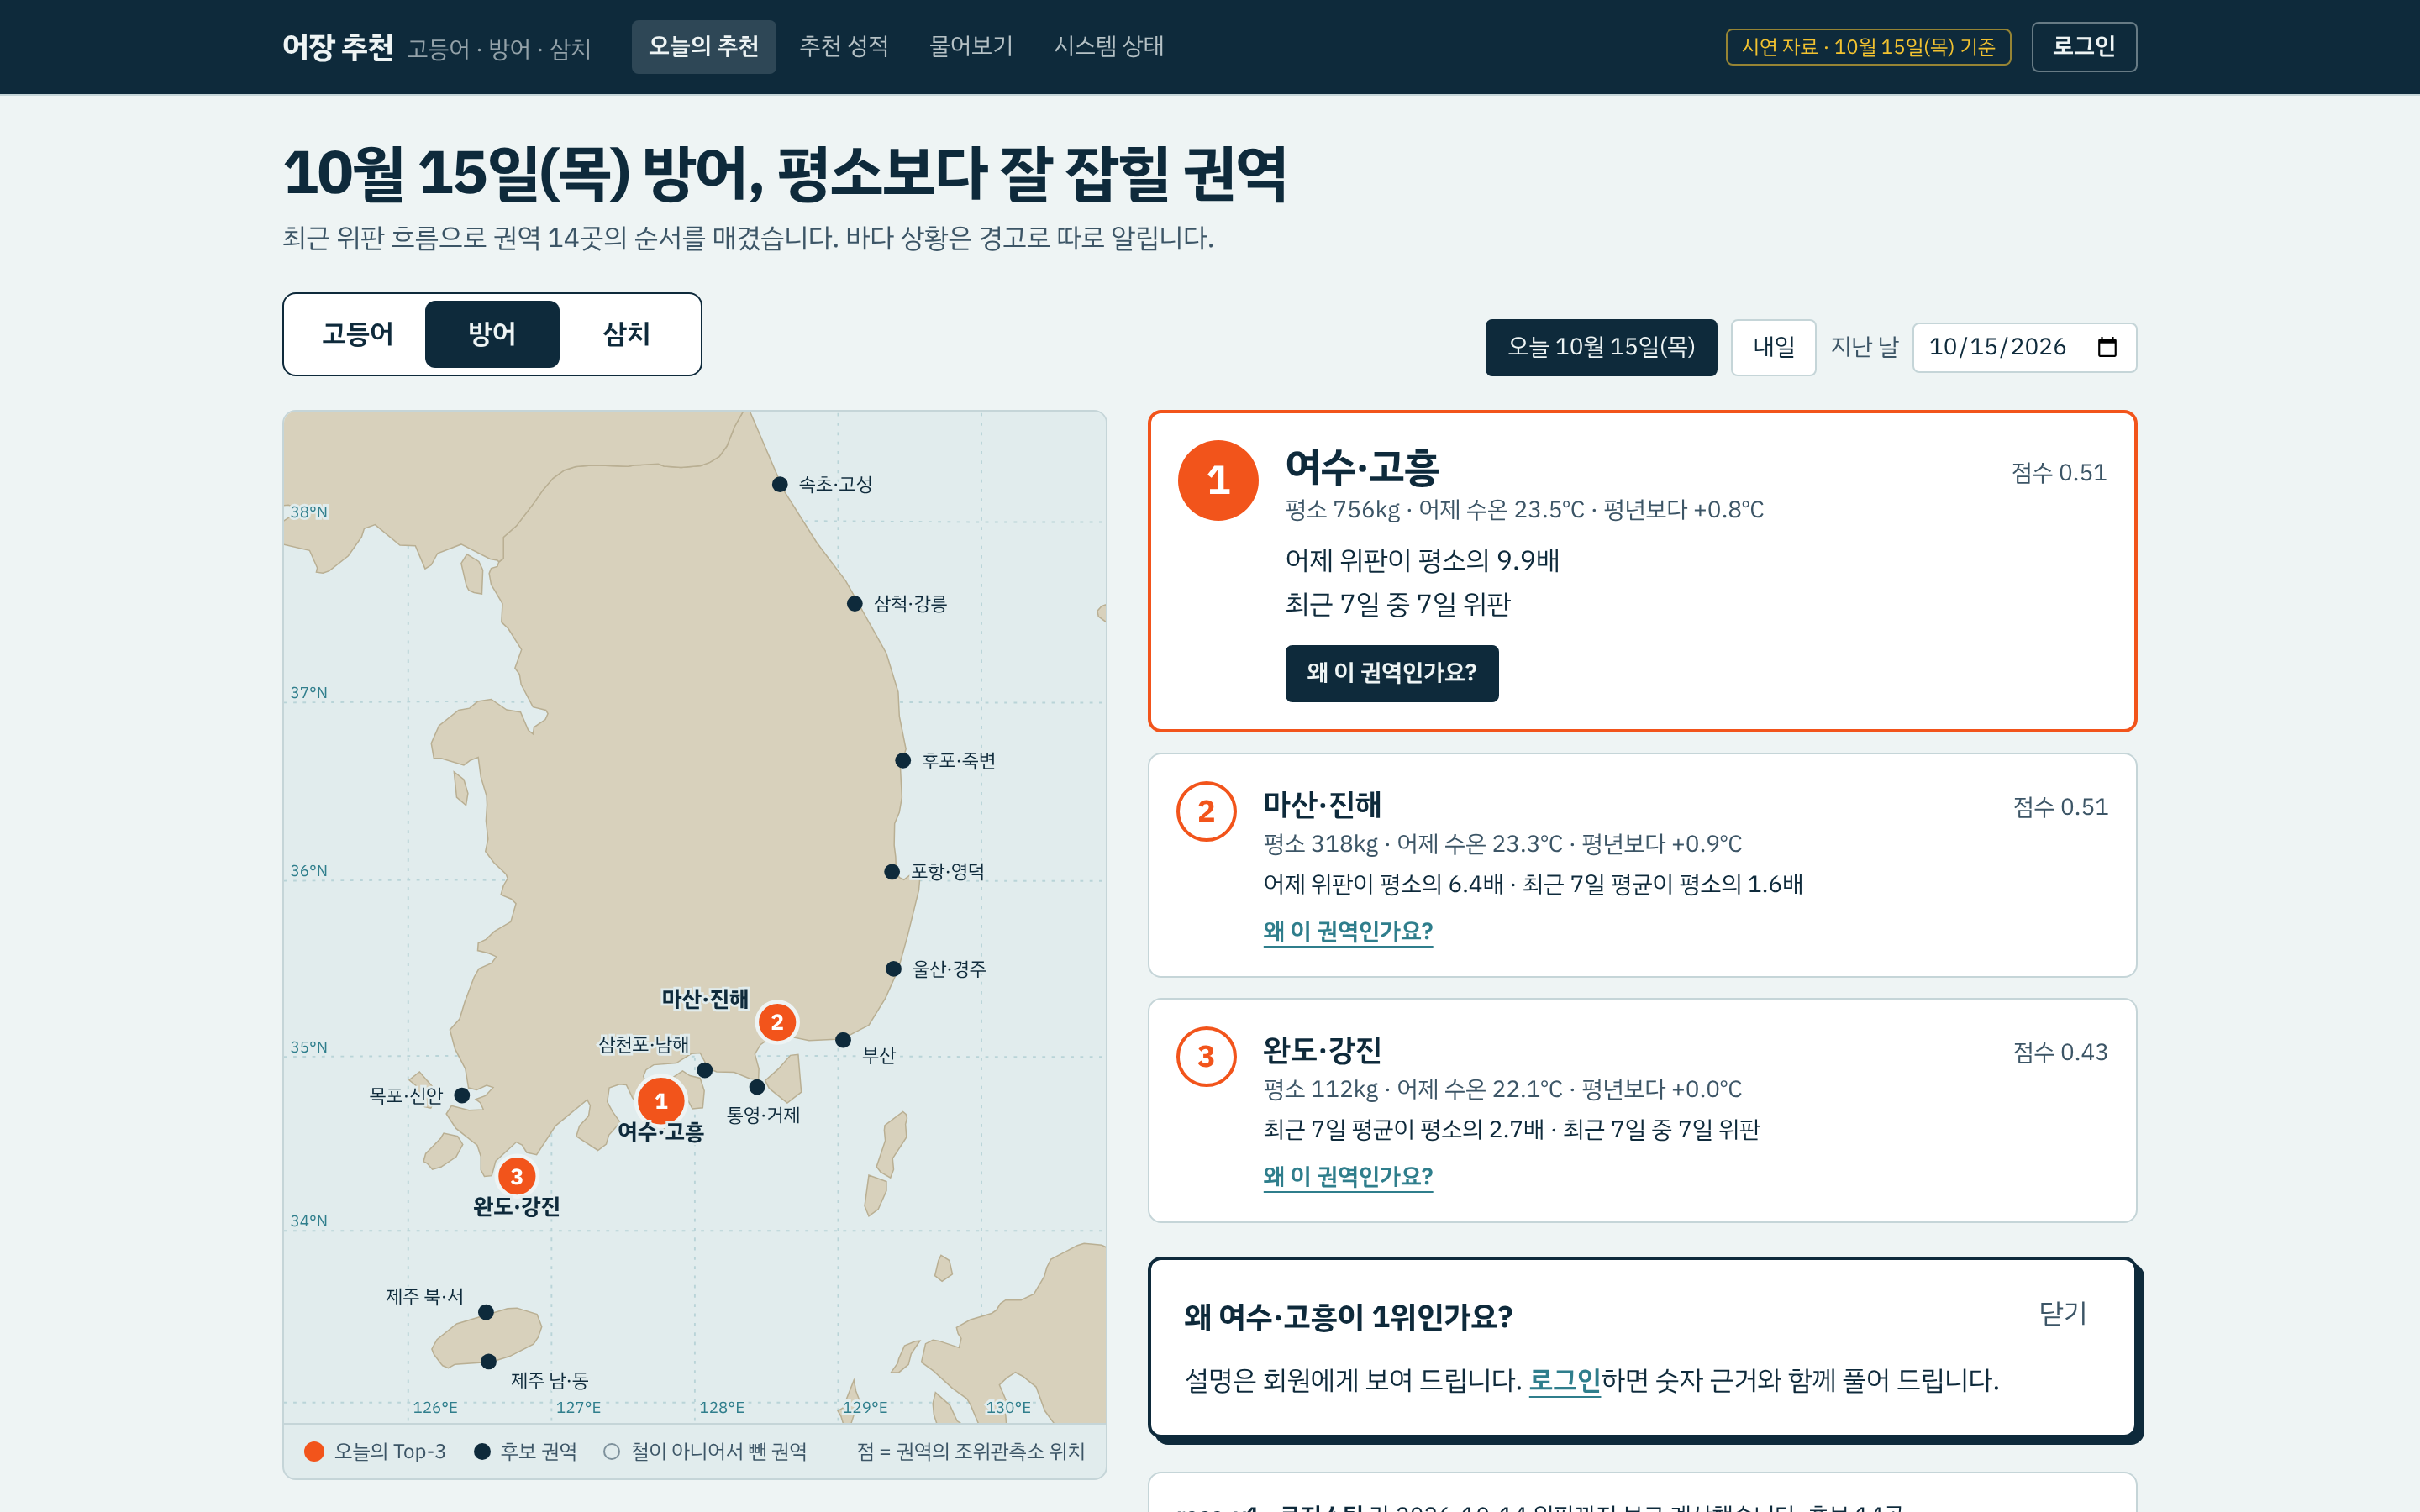 어장 추천 고등어 · 방어 · 삼치 오늘의 추천 추천 성적 물어보기 시스템 상태 시연 자료 · 10월 15일(목) 기준 로그인
10월 15일(목) 방어, 평소보다 잘 잡힐 권역
최근 위판 흐름으로 권역 14곳의 순서를 매겼습니다. 바다 상황은 경고로 따로 알립니다.
고등어 방어 삼치
오늘 10월 15일(목) 내일 지난 날 10/15/2026
속초·고성
38°N
삼척·강릉
37°N
후포·죽변
36°N
포항·영덕
울산·경주
마산·진해
2
삼천포·남해
35°N
부산
목포·신안
1
통영·거제
여수·고흥
3
완도·강진
34°N
제주 북·서
제주 남·동
126°E 127°E 128°E 129°E 130°E
오늘의 Top-3 후보 권역 철이 아니어서 뺀 권역 점 = 권역의 조위관측소 위치
1 여수·고흥 점수 0.51
평소 756kg · 어제 수온 23.5°C · 평년보다 +0.8°C
어제 위판이 평소의 9.9배
최근 7일 중 7일 위판
왜 이 권역인가요?
2 마산·진해 점수 0.51
평소 318kg · 어제 수온 23.3°C · 평년보다 +0.9°C
어제 위판이 평소의 6.4배 · 최근 7일 평균이 평소의 1.6배
왜 이 권역인가요?
3 완도·강진 점수 0.43
평소 112kg · 어제 수온 22.1°C · 평년보다 +0.0°C
최근 7일 평균이 평소의 2.7배 · 최근 7일 중 7일 위판
왜 이 권역인가요?
왜 여수·고흥이 1위인가요? 닫기
설명은 회원에게 보여 드립니다. 로그인하면 숫자 근거와 함께 풀어 드립니다.